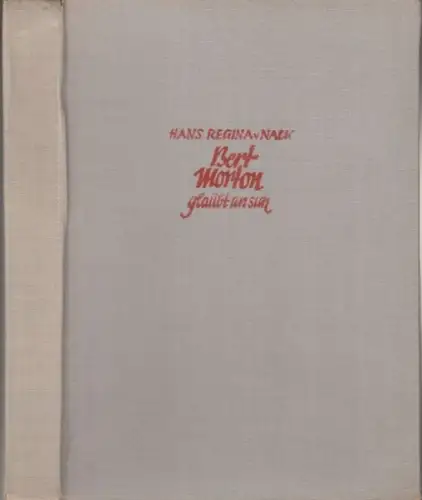 HANS REGINA v NACK
Bert
Morton
glaubt an sich